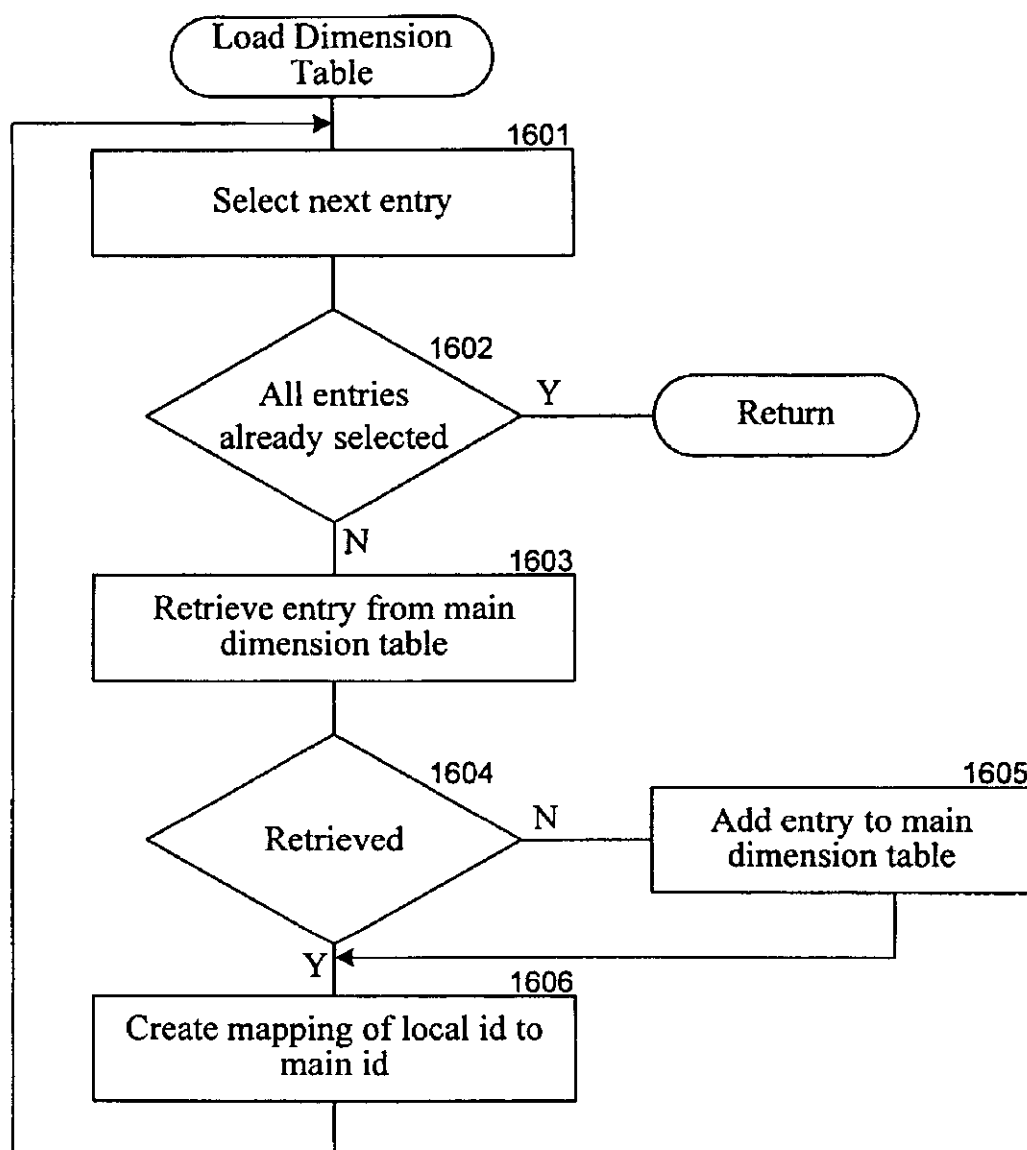 Load Dimension
Table
1601
Select next entry
1602
All entries
already selected
Y
Return
N
1603
Retrieve entry from main
dimension table
1604
Retrieved
N
1605
Add entry to main
dimension table
Y
1606
Create mapping of local id to
main id